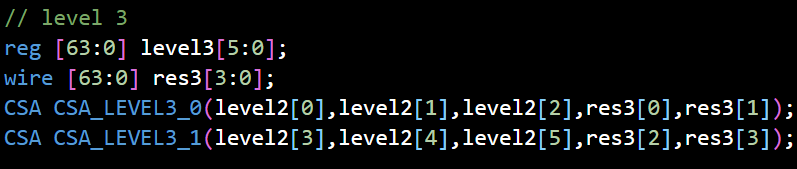 // level 3
reg [63:0] level3[5:0];
wire [63:0] res3[3:0];
CSA CSA_LEVEL3_0(level2[0],level2[1],level2[2],res3[0],res3[1]);
CSA CSA_LEVEL3_1(level2[3],level2[4],level2[5],res3[2],res3[3]);